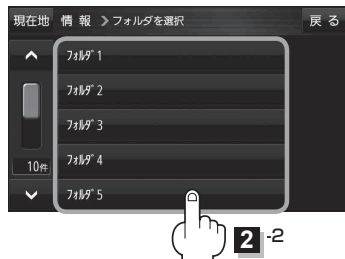 現在地 情 報 ❯ フォルダを選択 戻 る
ﾌｫﾙﾀﾞ 1
ﾌｫﾙﾀﾞ 2
ﾌｫﾙﾀﾞ 3
ﾌｫﾙﾀﾞ 4
10件
ﾌｫﾙﾀﾞ 5
2 -2